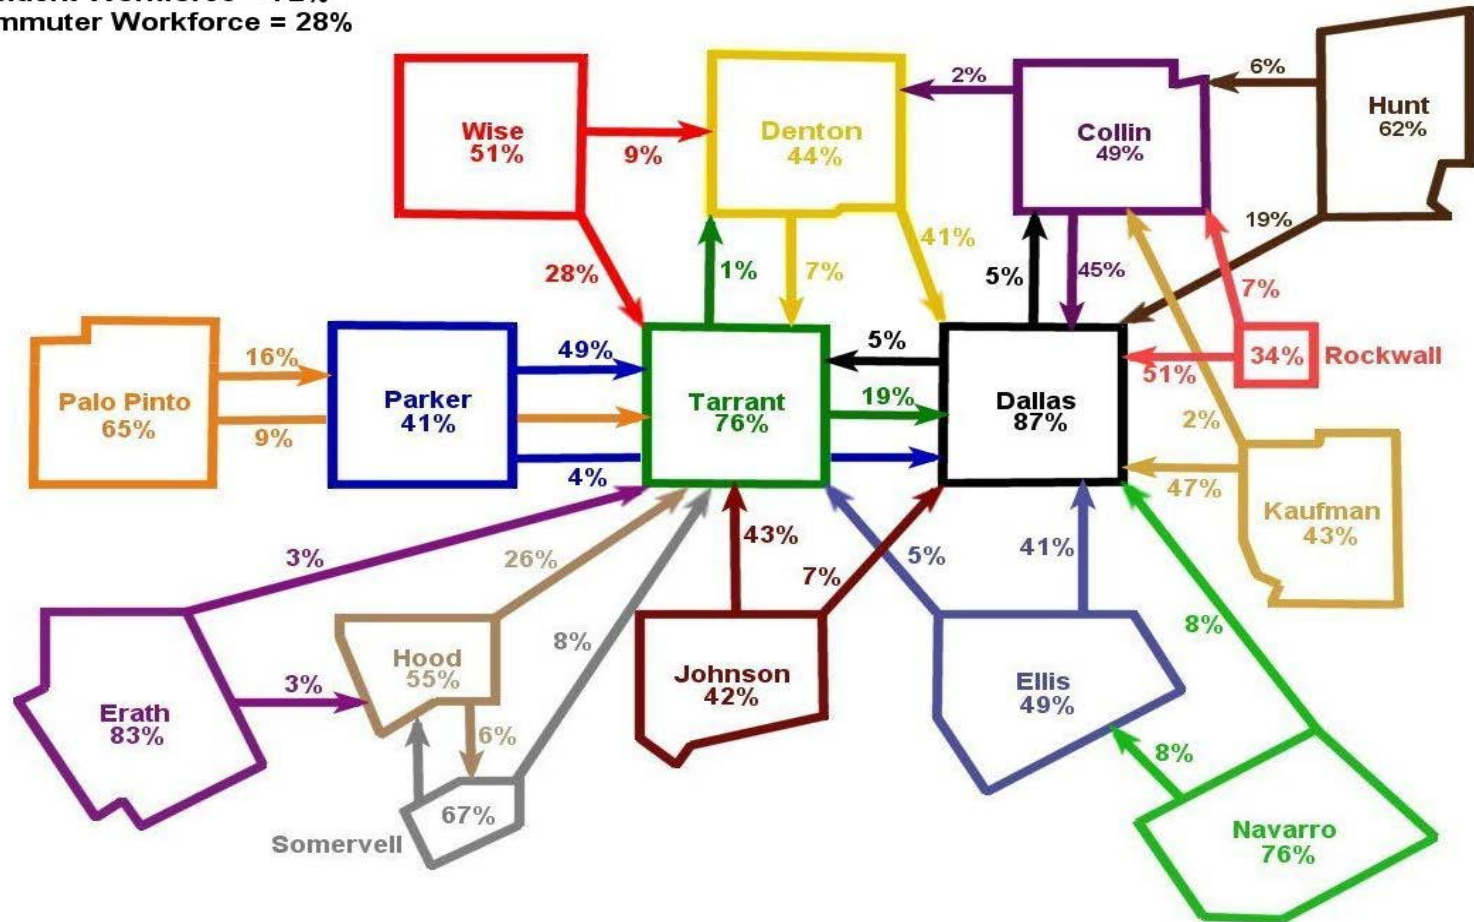 mmuter Workforce = 28%
Wise
51%
9%
28%
Denton
44%
2%
Collin
49%
6%
Hunt
62%
1%
7%
41%
5%
45%
19%
7%
Palo Pinto
65%
16%
9%
Parker
41%
49%
4%
Tarrant
76%
5%
19%
Dallas
87%
34%
Rockwall
51%
2%
47%
Kaufman
43%
3%
26%
8%
43%
7%
5%
41%
8%
Erath
83%
3%
Hood
55%
6%
67%
Somervell
Johnson
42%
Ellis
49%
8%
Navarro
76%